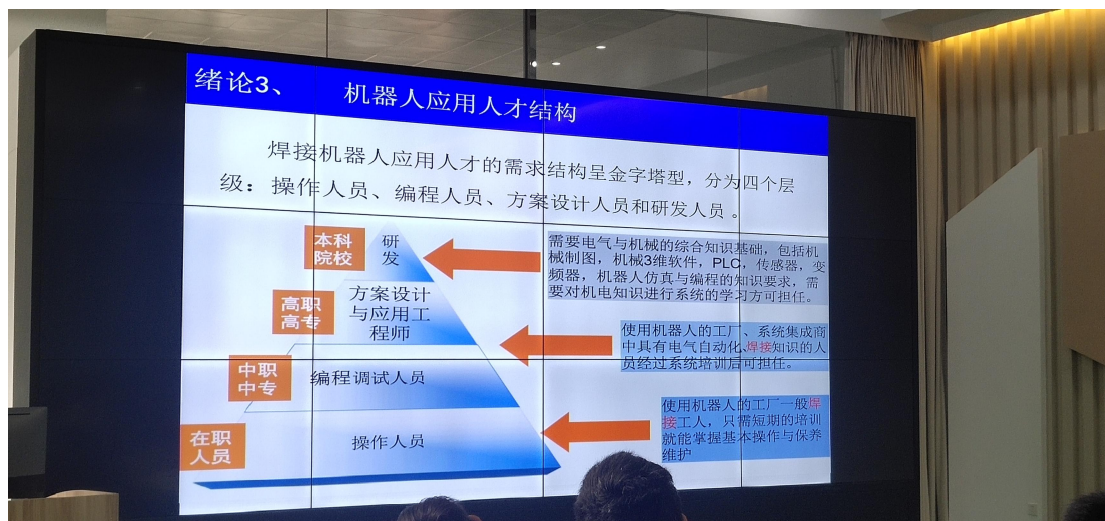 绪论3、 机器人应用人才结构
焊接机器人应用人才的需求结构呈金字塔型，分为四个层
级：操作人员、编程人员、方案设计人员和研发人员 。
本科
院校
研
发
需要电气与机械的综合知识基础，包括机
械制图，机械3维软件，PLC，传感器，变
频器，机器人仿真与编程的知识要求，需
要对机电知识进行系统的学习方可担任。
高职
高专
方案设计
与应用工
程师
使用机器人的工厂、系统集成商
中具有电气自动化、焊接知识的人
员经过系统培训后可担任。
中职
中专
编程调试人员
使用机器人的工厂一般焊
接工人，只需短期的培训
就能掌握基本操作与保养
维护
在职
人员
操作人员